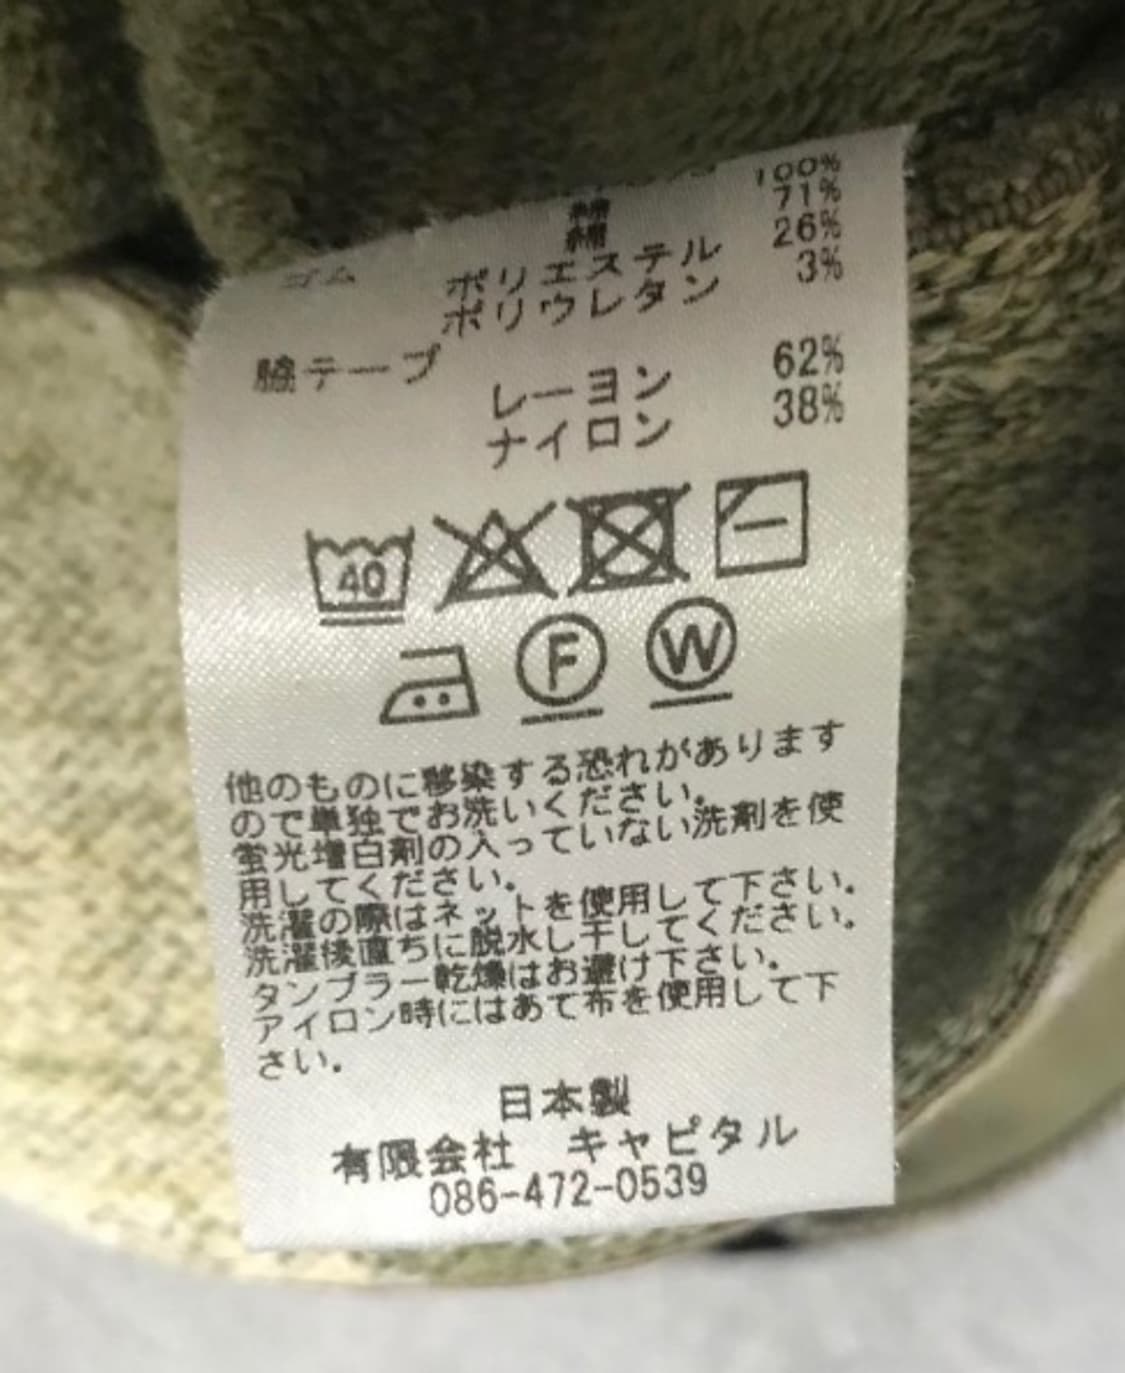 100%
綿 71%
ゴム
ポリエステル 26%
ポリウレタン 3%
脇テープ
レーヨン 62%
ナイロン 38%
40
F W
他のものに移染する恐れがあります
ので単独でお洗いください。
蛍光増白剤の入っていない洗剤を使
用してください。
洗濯の際はネットを使用して下さい。
洗濯後直ちに脱水し干してください。
タンブラー乾燥はお避け下さい。
アイロン時にはあて布を使用して下
さい。
日本製
有限会社 キャピタル
086-472-0539